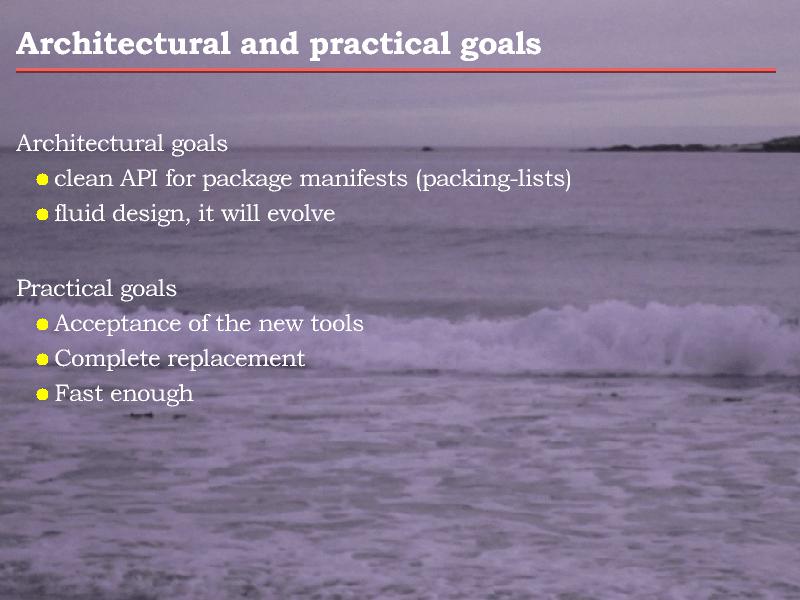 Architectural and practical goals
Architectural goals
clean API for package manifests (packing-lists)
fluid design, it will evolve
Practical goals
Acceptance of the new tools
Complete replacement
Fast enough